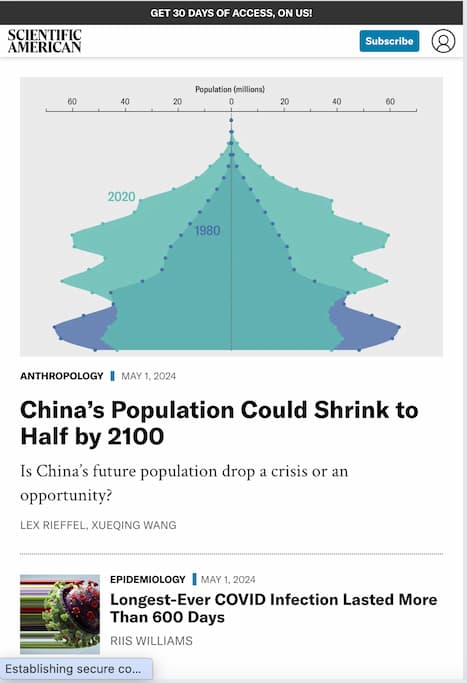 GET 30 DAYS OF ACCESS, ON US!
SCIENTIFIC
AMERICAN
Subscribe
Population (millions)
60 40 20 0 20 40 60
2020
1980
ANTHROPOLOGY MAY 1, 2024
China’s Population Could Shrink to
Half by 2100
Is China’s future population drop a crisis or an
opportunity?
LEX RIEFFEL, XUEQING WANG
EPIDEMIOLOGY MAY 1, 2024
Longest-Ever COVID Infection Lasted More
Than 600 Days
RIIS WILLIAMS
Establishing secure co...